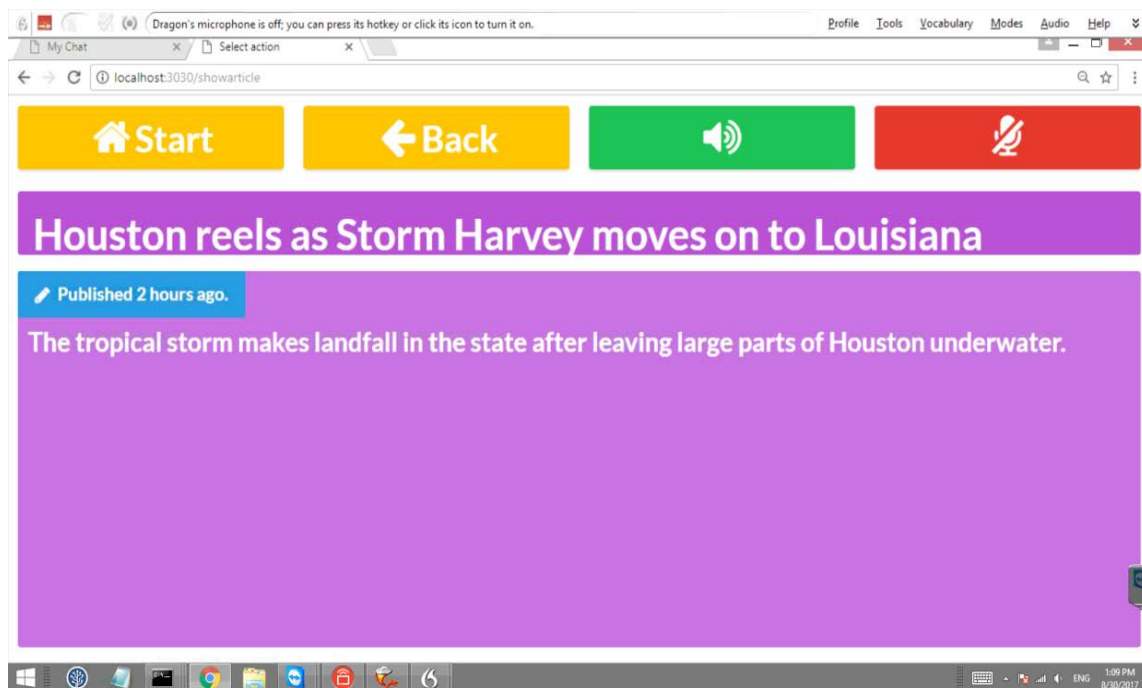 Dragon's microphone is off; you can press its hotkey or click its icon to turn it on.
Profile Tools Vocabulary Modes Audio Help
My Chat
Select action
localhost:3030/showarticle
Start
Back
Houston reels as Storm Harvey moves on to Louisiana
Published 2 hours ago.
The tropical storm makes landfall in the state after leaving large parts of Houston underwater.
ENG
1:09 PM
8/30/2017